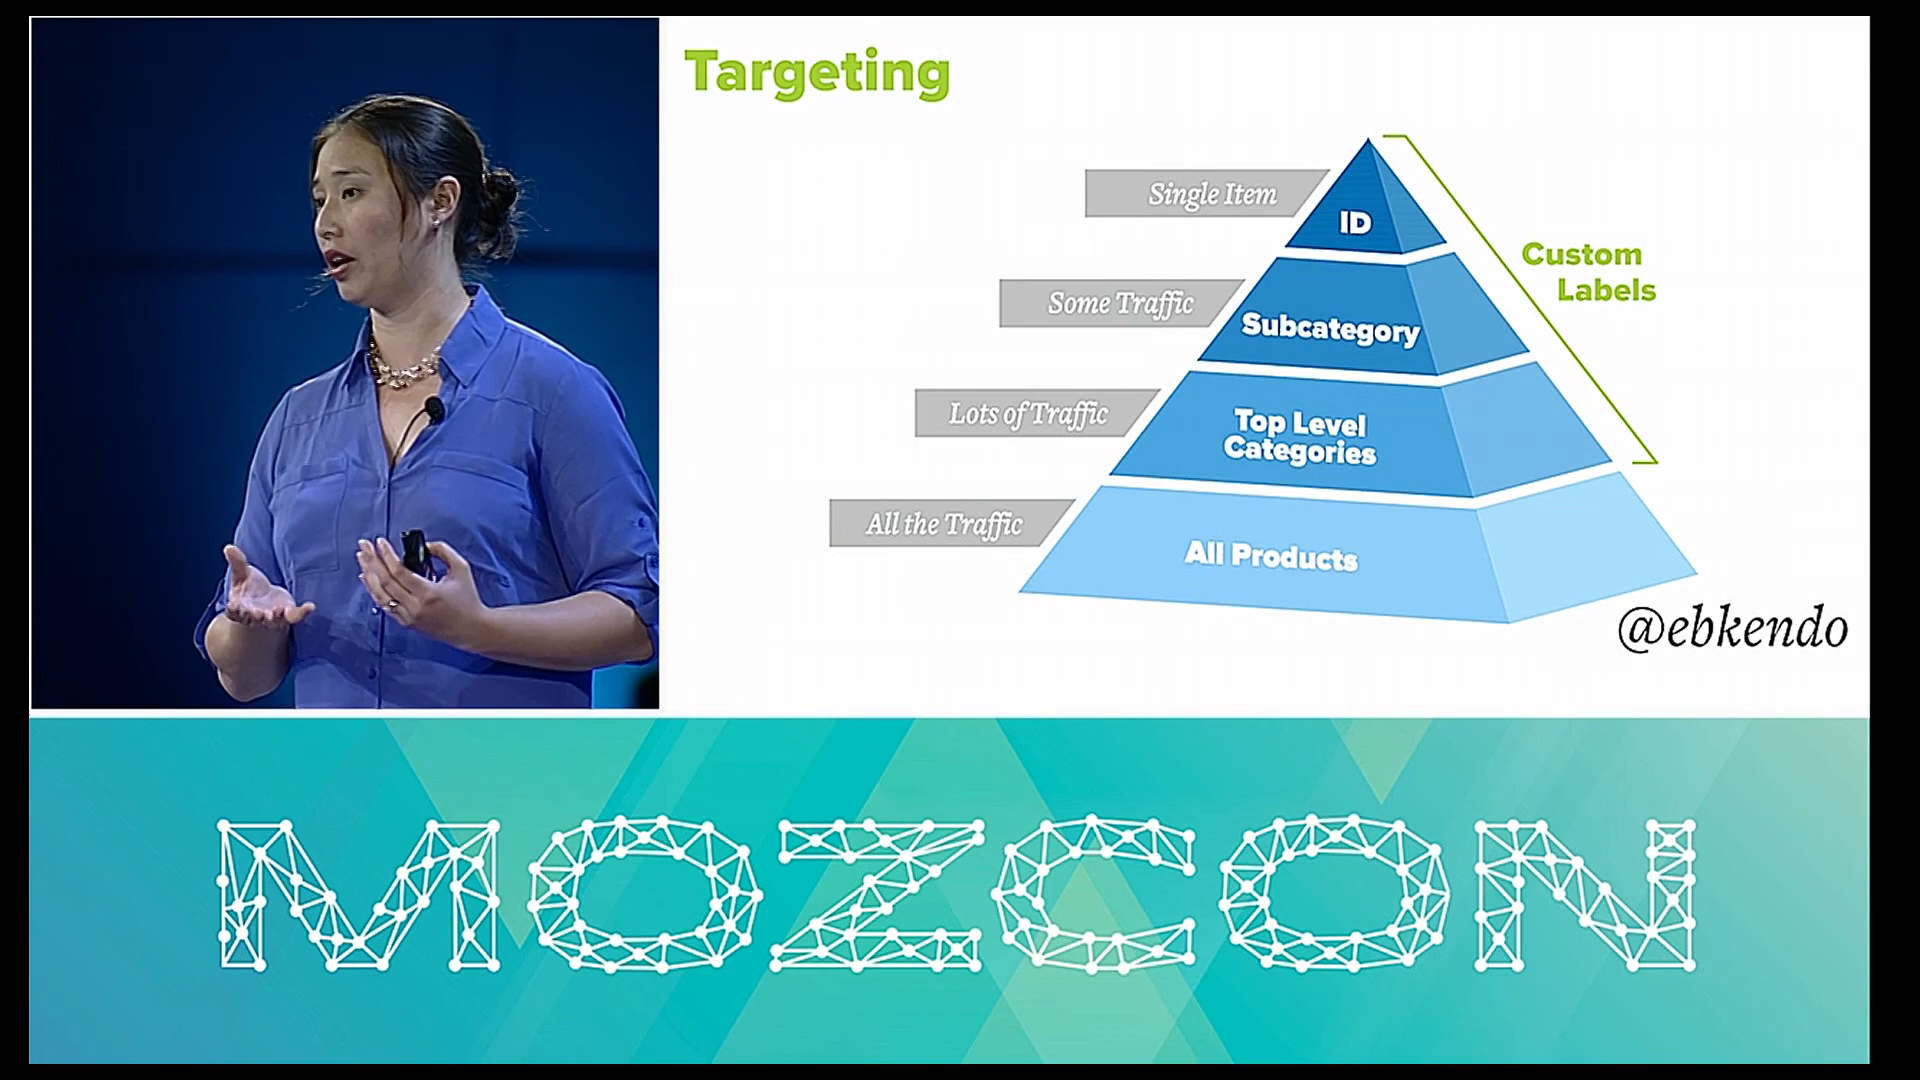 Targeting
Single Item
ID
Some Traffic
Subcategory
Custom
Labels
Lots of Traffic
Top Level
Categories
All the Traffic
All Products
@ebkendo
MOZCON